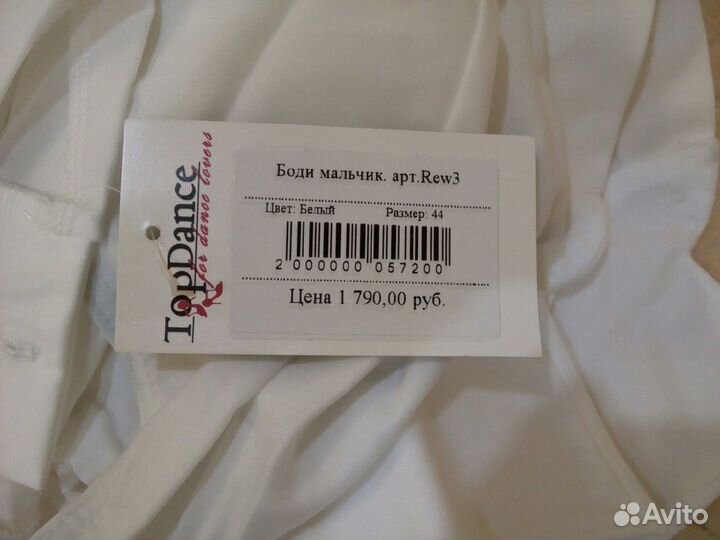 TopDance
for dance lovers
Боди мальчик. арт.Rew3
Цвет: Белый Размер: 44
2 000000 057200
Цена 1 790,00 руб.
Avito